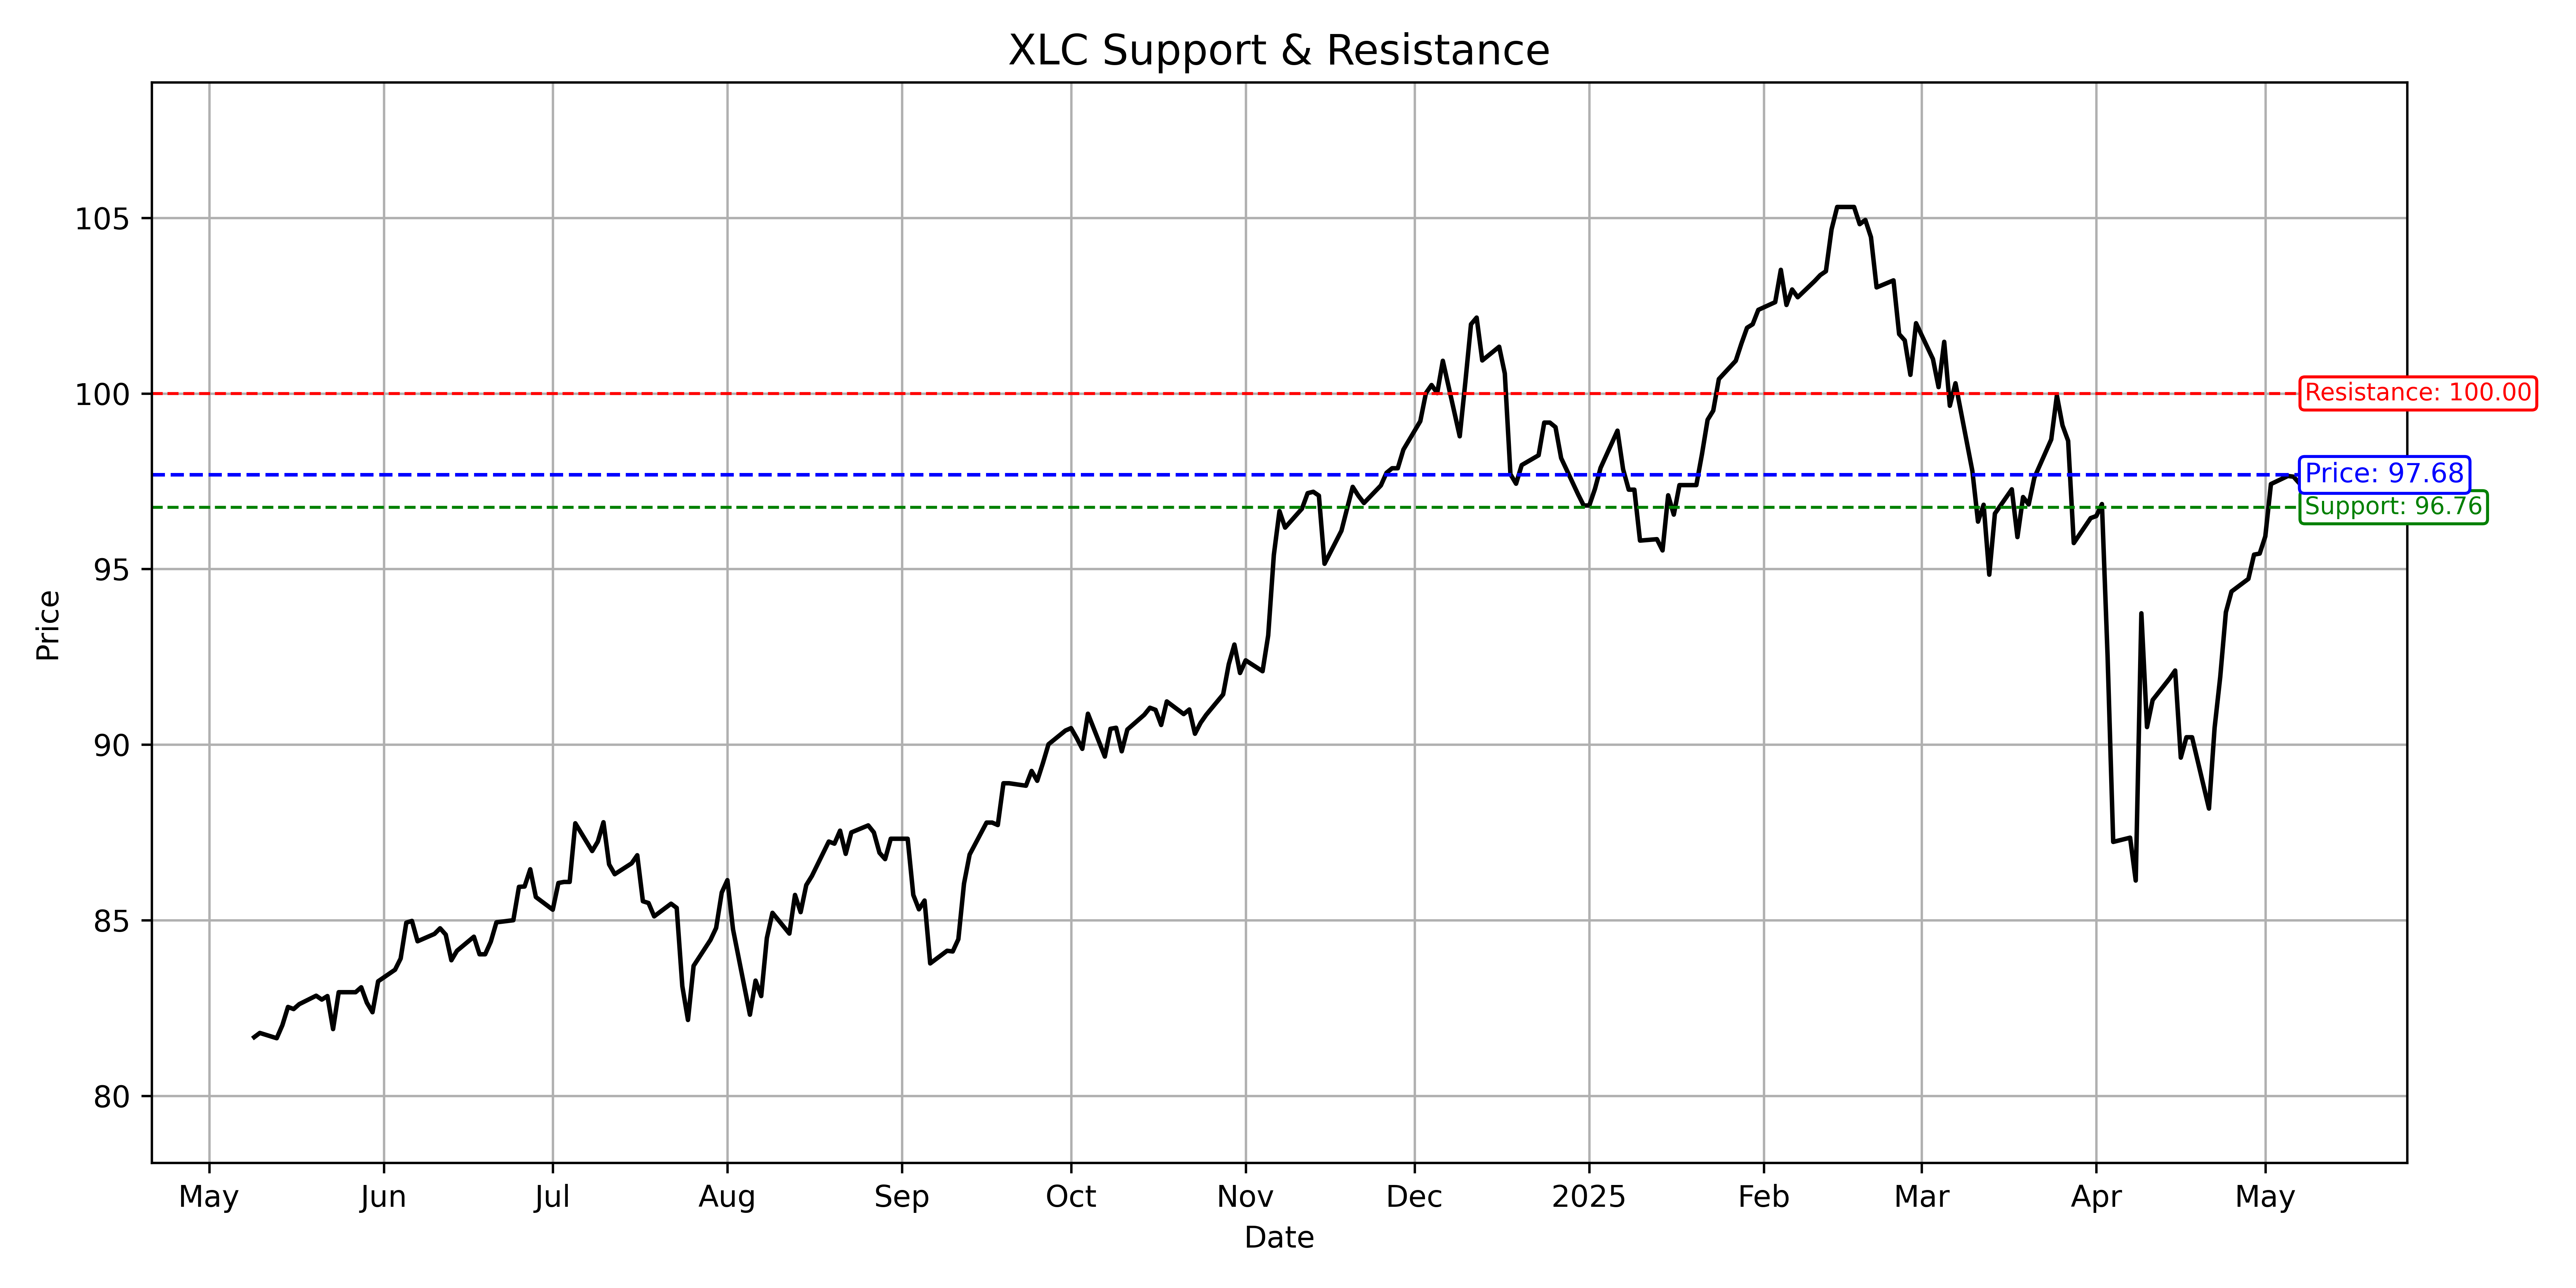 XLC Support & Resistance
105
100
95
90
85
80
Price
Resistance: 100.00
Price: 97.68
Support: 96.76
May Jun Jul Aug Sep Oct Nov Dec 2025 Feb Mar Apr May
Date